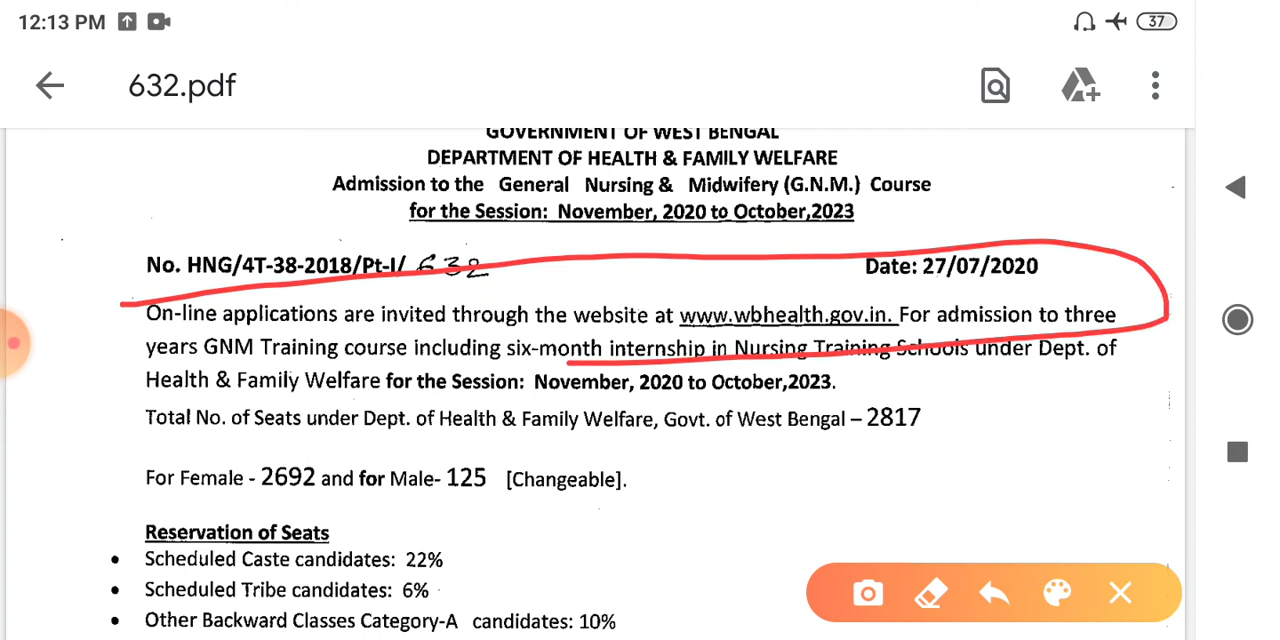 12:13 PM
37
632.pdf
GOVERNMENT OF WEST BENGAL
DEPARTMENT OF HEALTH & FAMILY WELFARE
Admission to the General Nursing & Midwifery (G.N.M.) Course
for the Session: November, 2020 to October,2023
No. HNG/4T-38-2018/Pt-I/ 632 Date: 27/07/2020
On-line applications are invited through the website at www.wbhealth.gov.in. For admission to three
years GNM Training course including six-month internship in Nursing Training Schools under Dept. of
Health & Family Welfare for the Session: November, 2020 to October,2023.
Total No. of Seats under Dept. of Health & Family Welfare, Govt. of West Bengal – 2817
For Female - 2692 and for Male- 125 [Changeable].
Reservation of Seats
• Scheduled Caste candidates: 22%
• Scheduled Tribe candidates: 6%
• Other Backward Classes Category-A candidates: 10%